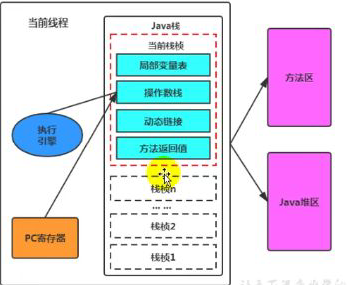 当前线程
Java栈
当前栈帧
局部变量表
操作数栈
动态链接
方法返回值
栈桢n
... ...
栈桢2
栈桢1
执行
引擎
PC寄存器
方法区
Java堆区